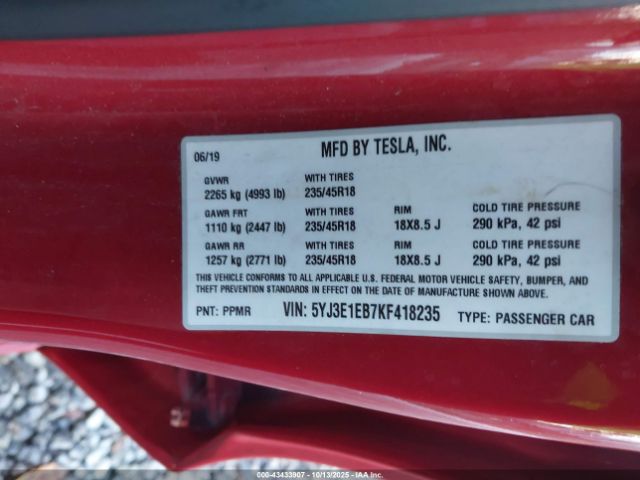 06/19 MFD BY TESLA, INC.
GVWR WITH TIRES
2265 kg (4993 lb) 235/45R18
GAWR FRT WITH TIRES RIM COLD TIRE PRESSURE
1110 kg (2447 lb) 235/45R18 18X8.5 J 290 kPa, 42 psi
GAWR RR WITH TIRES RIM COLD TIRE PRESSURE
1257 kg (2771 lb) 235/45R18 18X8.5 J 290 kPa, 42 psi
THIS VEHICLE CONFORMS TO ALL APPLICABLE U.S. FEDERAL MOTOR VEHICLE SAFETY, BUMPER, AND
THEFT PREVENTION STANDARDS IN EFFECT ON THE DATE OF MANUFACTURE SHOWN ABOVE.
PNT: PPMR VIN: 5YJ3E1EB7KF418235 TYPE: PASSENGER CAR
000-43433907 - 10/13/2025 - IAAI.COM